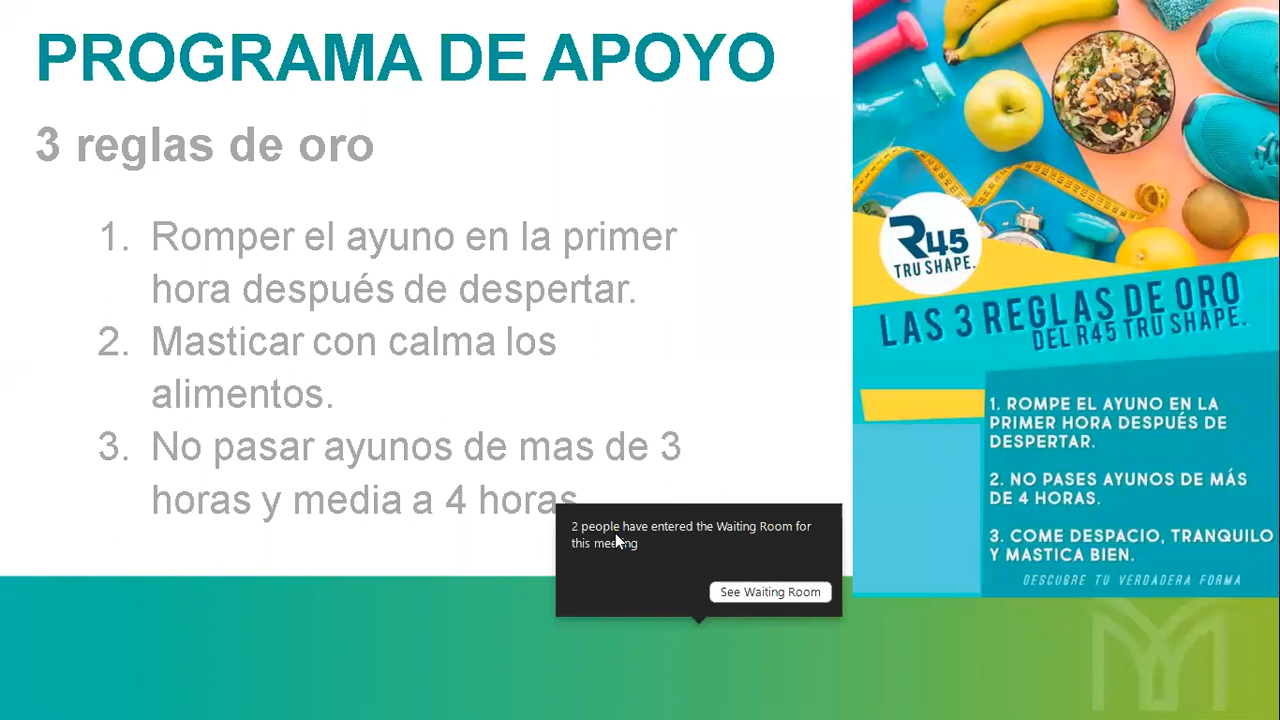 PROGRAMA DE APOYO
3 reglas de oro
1. Romper el ayuno en la primer
hora después de despertar.
2. Masticar con calma los
alimentos.
3. No pasar ayunos de mas de 3
horas y media a 4 horas
2 people have entered the Waiting Room for
this meeting
See Waiting Room
R45
TRU SHAPE.
LAS 3 REGLAS DE ORO
DEL R45 TRU SHAPE.
1. ROMPE EL AYUNO EN LA
PRIMER HORA DESPUÉS DE
DESPERTAR.
2. NO PASES AYUNOS DE MÁS
DE 4 HORAS.
3. COME DESPACIO, TRANQUILO
Y MASTICA BIEN.
DESCUBRE TU VERDADERA FORMA